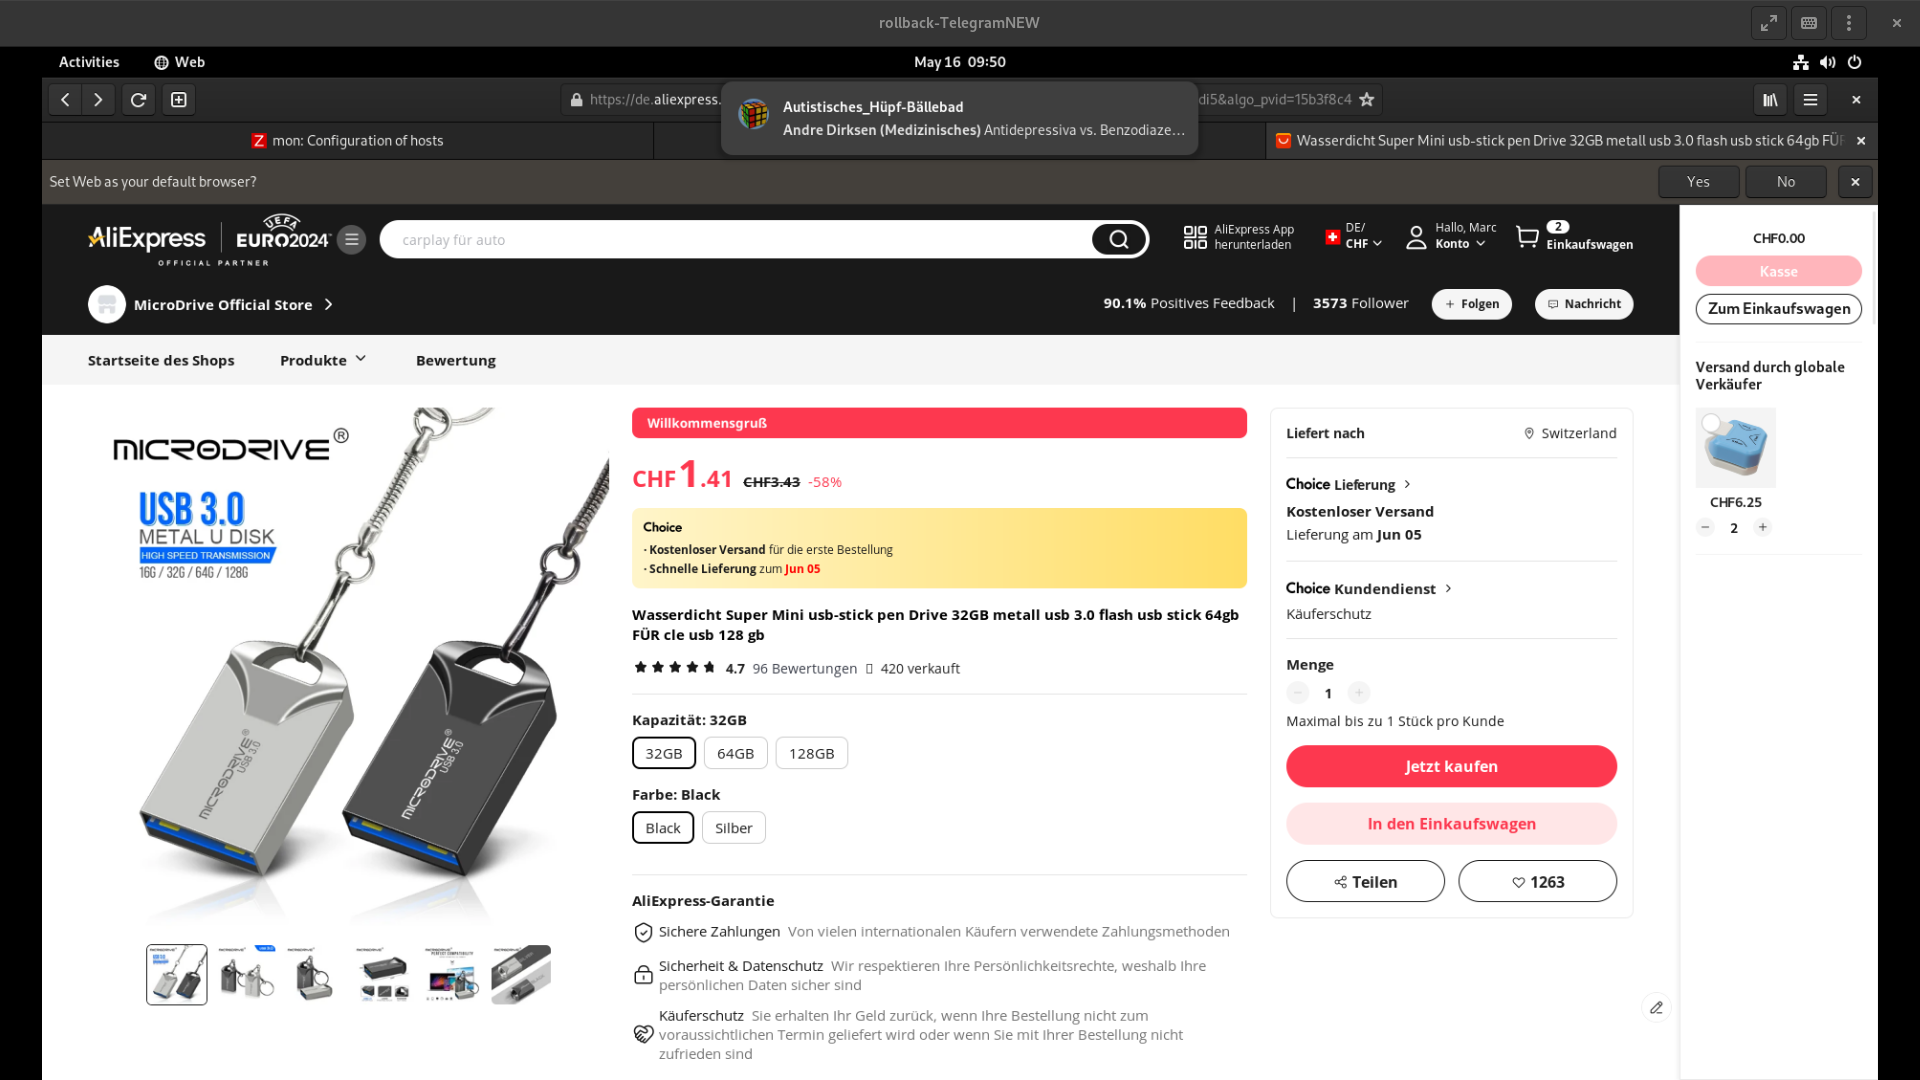 rollback-TelegramNEW
Activities
Web
May 16 09:50
https://de.aliexpress.
di5&algo_pvid=15b3f8c4
Autistisches_Hüpf-Bällebad
Andre Dirksen (Medizinisches) Antidepressiva vs. Benzodiaze...
mon: Configuration of hosts
Wasserdicht Super Mini usb-stick pen Drive 32GB metall usb 3.0 flash usb stick 64gb FÜR
Set Web as your default browser?
Yes
No
AliExpress
UEFA
EURO2024
OFFICIAL PARTNER
carplay für auto
AliExpress App
herunterladen
DE/
CHF
Hallo, Marc
Konto
2
Einkaufswagen
MicroDrive Official Store
90.1% Positives Feedback | 3573 Follower
+ Folgen
Nachricht
Startseite des Shops
Produkte
Bewertung
MICRODRIVE®
USB 3.0
METAL U DISK
HIGH SPEED TRANSMISSION
16G / 32G / 64G / 128G
MICRODRIVE®
USB 3.0
MICRODRIVE®
USB 3.0
Willkommensgruß
CHF1.41 CHF3.43 -58%
Choice
· Kostenloser Versand für die erste Bestellung
· Schnelle Lieferung zum Jun 05
Wasserdicht Super Mini usb-stick pen Drive 32GB metall usb 3.0 flash usb stick 64gb
FÜR cle usb 128 gb
4.7 96 Bewertungen 420 verkauft
Kapazität: 32GB
32GB
64GB
128GB
Farbe: Black
Black
Silber
AliExpress-Garantie
Sichere Zahlungen Von vielen internationalen Käufern verwendete Zahlungsmethoden
Sicherheit & Datenschutz Wir respektieren Ihre Persönlichkeitsrechte, weshalb Ihre
persönlichen Daten sicher sind
Käuferschutz Sie erhalten Ihr Geld zurück, wenn Ihre Bestellung nicht zum
voraussichtlichen Termin geliefert wird oder wenn Sie mit Ihrer Bestellung nicht
zufrieden sind
Liefert nach
Switzerland
Choice Lieferung
Kostenloser Versand
Lieferung am Jun 05
Choice Kundendienst
Käuferschutz
Menge
− 1 +
Maximal bis zu 1 Stück pro Kunde
Jetzt kaufen
In den Einkaufswagen
Teilen
1263
CHF0.00
Kasse
Zum Einkaufswagen
Versand durch globale
Verkäufer
CHF6.25
− 2 +